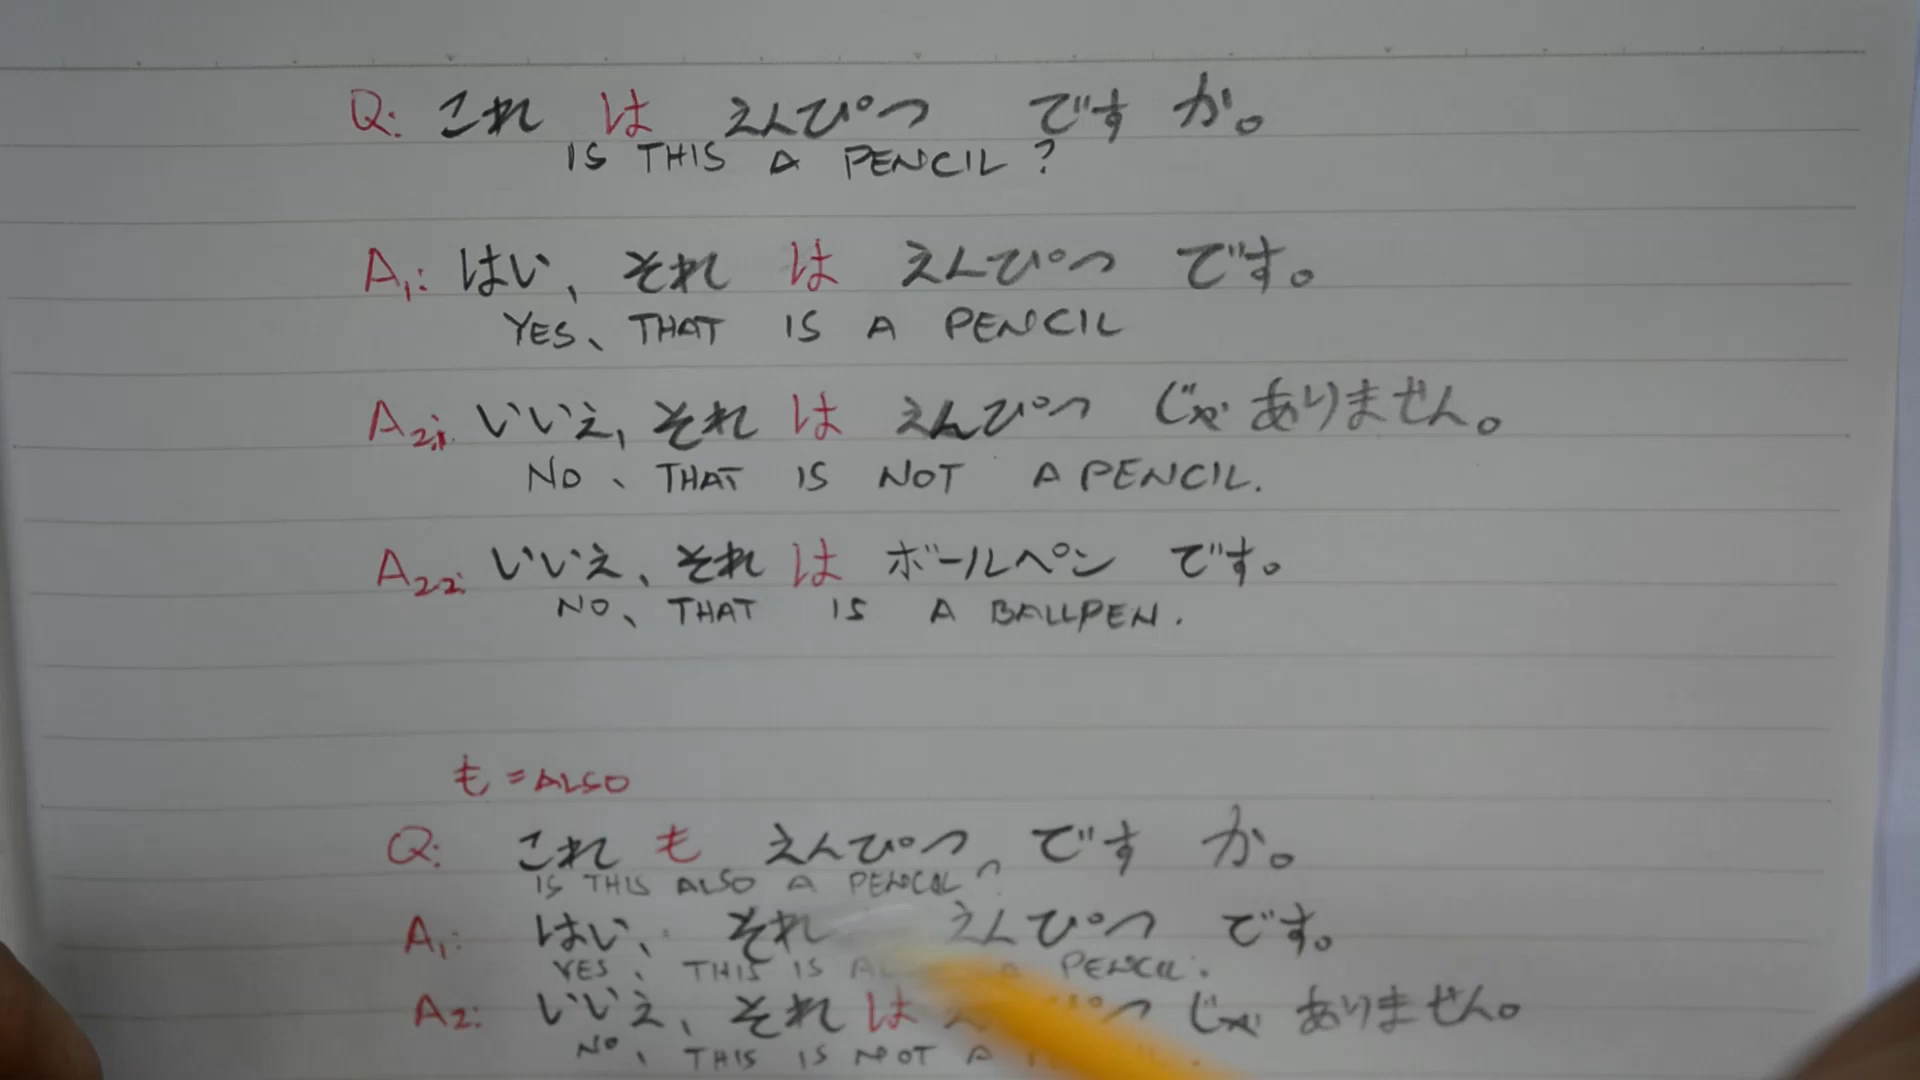 Q: これ は えんぴつ です か。
IS THIS A PENCIL?
A1: はい、それ は えんぴつ です。
YES、THAT IS A PENCIL
A21: いいえ、それ は えんぴつ じゃ ありません。
NO、THAT IS NOT A PENCIL.
A22: いいえ、それ は ボールペン です。
NO、THAT IS A BALLPEN.
も = ALSO
Q: これ も えんぴつ です か。
IS THIS ALSO A PENCIL?
A1: はい、それ えんぴつ です。
YES、THIS IS A PENCIL.
A2: いいえ、それ は じゃ ありません。
NO、THIS IS NOT A